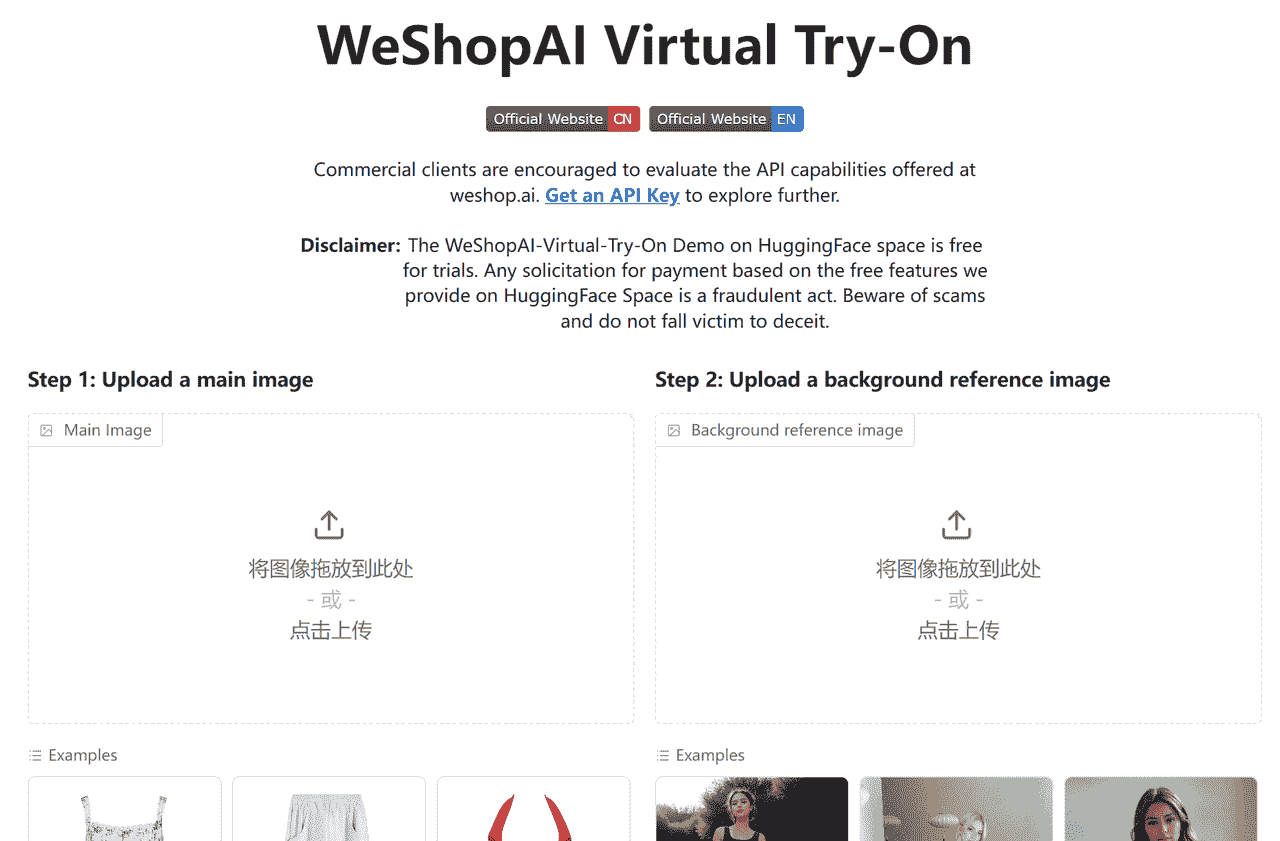 WeShopAI Virtual Try-On
Official Website CN Official Website EN
Commercial clients are encouraged to evaluate the API capabilities offered at
weshop.ai. Get an API Key to explore further.
Disclaimer: The WeShopAI-Virtual-Try-On Demo on HuggingFace space is free
for trials. Any solicitation for payment based on the free features we
provide on HuggingFace Space is a fraudulent act. Beware of scams
and do not fall victim to deceit.
Step 1: Upload a main image
Main Image
将图像拖放到此处
- 或 -
点击上传
Examples
Step 2: Upload a background reference image
Background reference image
将图像拖放到此处
- 或 -
点击上传
Examples